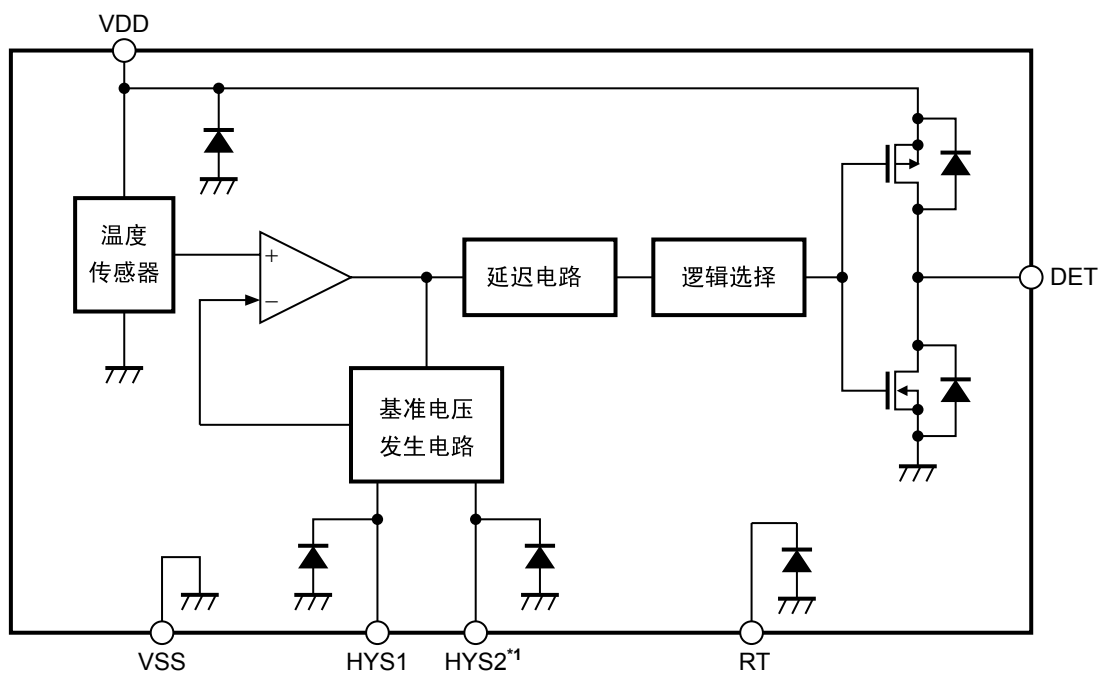 VDD
温度
传感器
+
−
延迟电路
逻辑选择
DET
基准电压
发生电路
VSS
HYS1
HYS2*1
RT